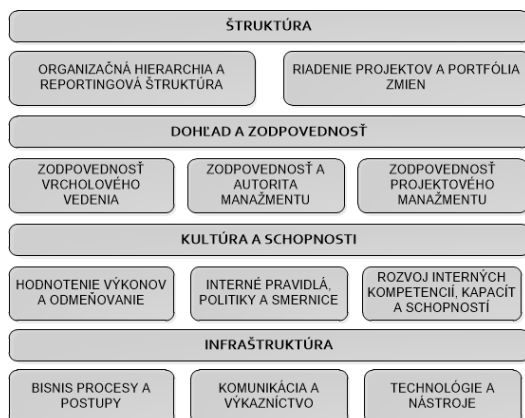 ŠTRUKTÚRA
ORGANIZAČNÁ HIERARCHIA A
REPORTINGOVÁ ŠTRUKTÚRA
RIADENIE PROJEKTOV A PORTFÓLIA
ZMIEN
DOHĽAD A ZODPOVEDNOSŤ
ZODPOVEDNOSŤ
VRCHOLOVÉHO
VEDENIA
ZODPOVEDNOSŤ A
AUTORITA
MANAŽMENTU
ZODPOVEDNOSŤ
PROJEKTOVÉHO
MANAŽMENTU
KULTÚRA A SCHOPNOSTI
HODNOTENIE VÝKONOV
A ODMEŇOVANIE
INTERNÉ PRAVIDLÁ,
POLITIKY A SMERNICE
ROZVOJ INTERNÝCH
KOMPETENCIÍ, KAPACÍT
A SCHOPNOSTÍ
INFRAŠTRUKTÚRA
BISNIS PROCESY A
POSTUPY
KOMUNIKÁCIA A
VÝKAZNÍCTVO
TECHNOLÓGIE A
NÁSTROJE